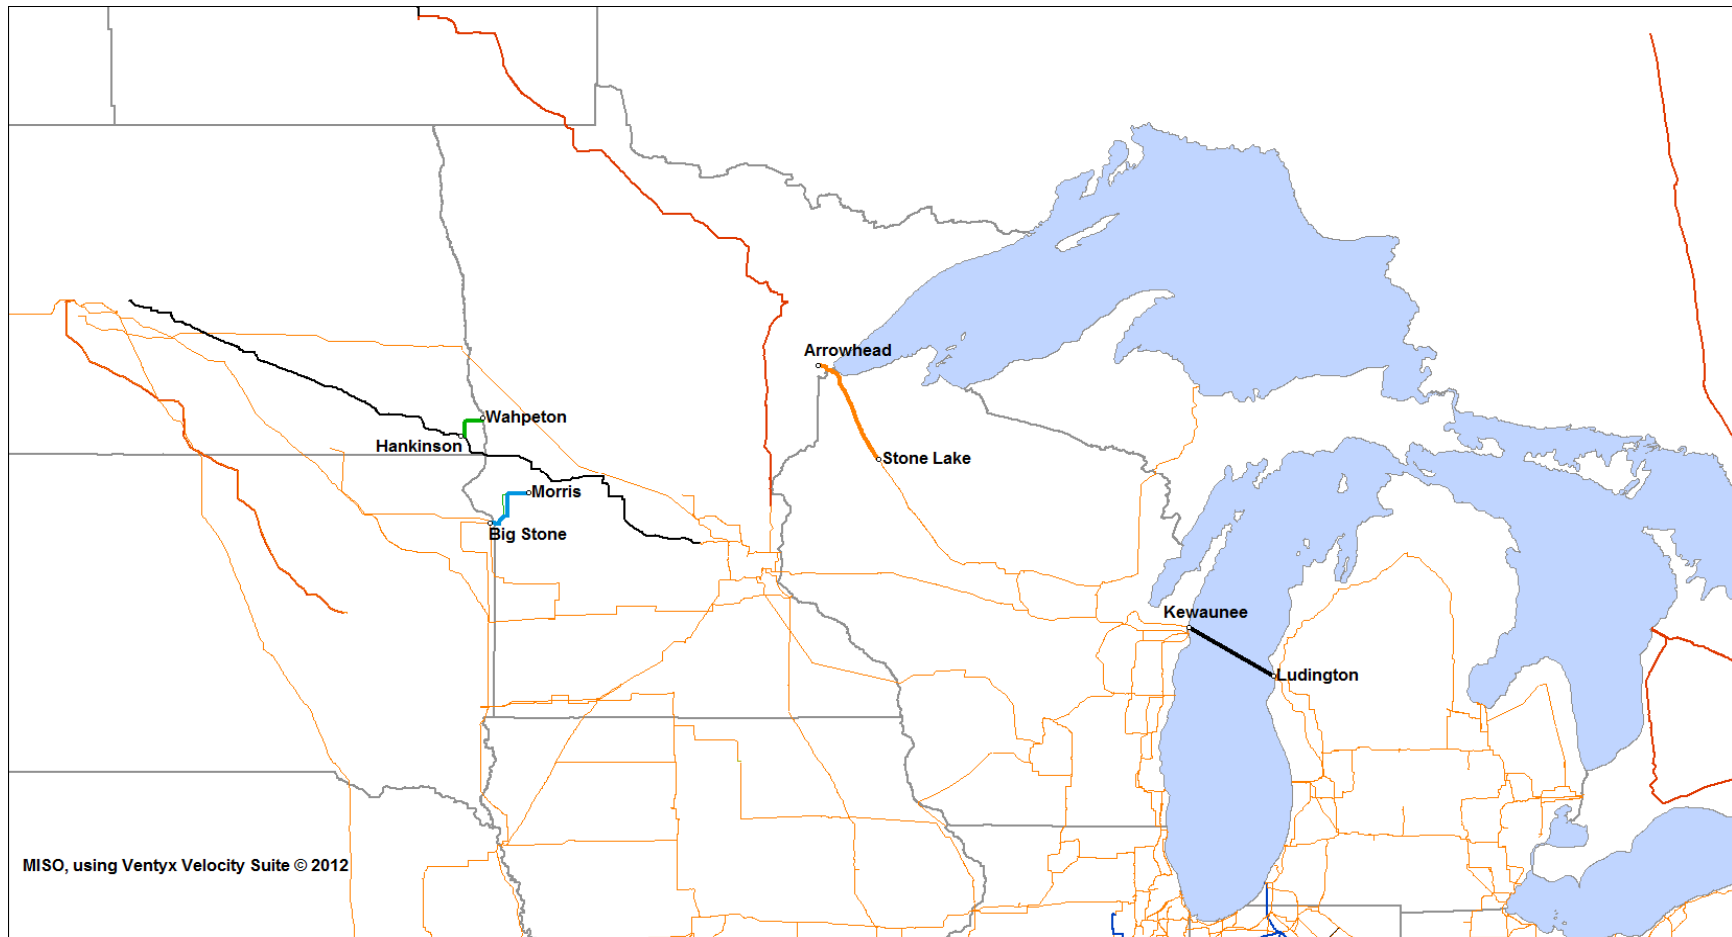 Arrowhead
Wahpeton
Hankinson
Stone Lake
Morris
Big Stone
Kewaunee
Ludington
MISO, using Ventyx Velocity Suite © 2012